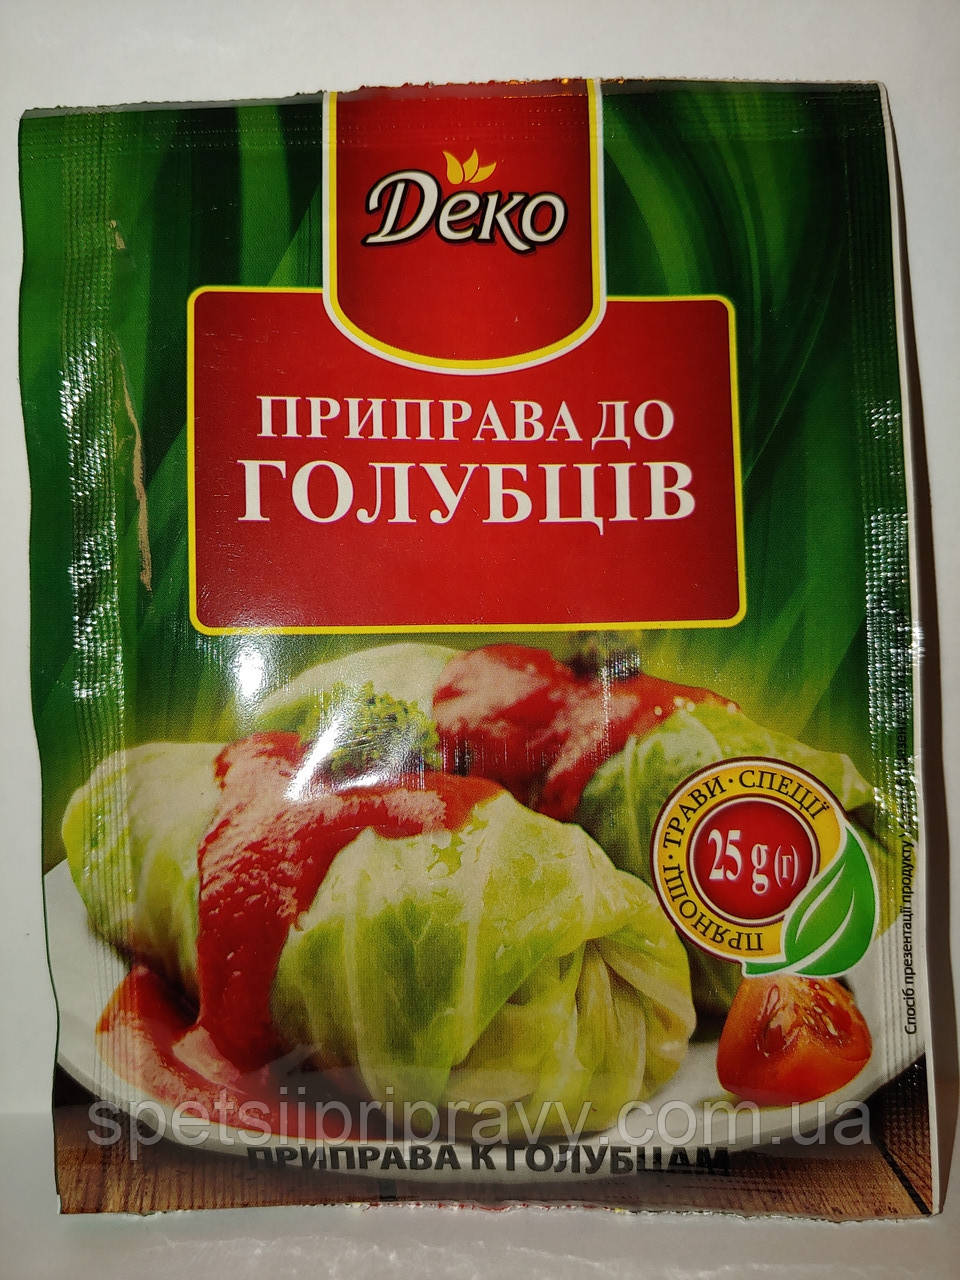 Деко
ПРИПРАВА ДО
ГОЛУБЦІВ
ПРЯНОЩІ · ТРАВИ · СПЕЦІЇ
25 g (г)
Спосіб презентації продукту
spetsiipripravy.com.ua
ПРИПРАВА К ГОЛУБЦАМ